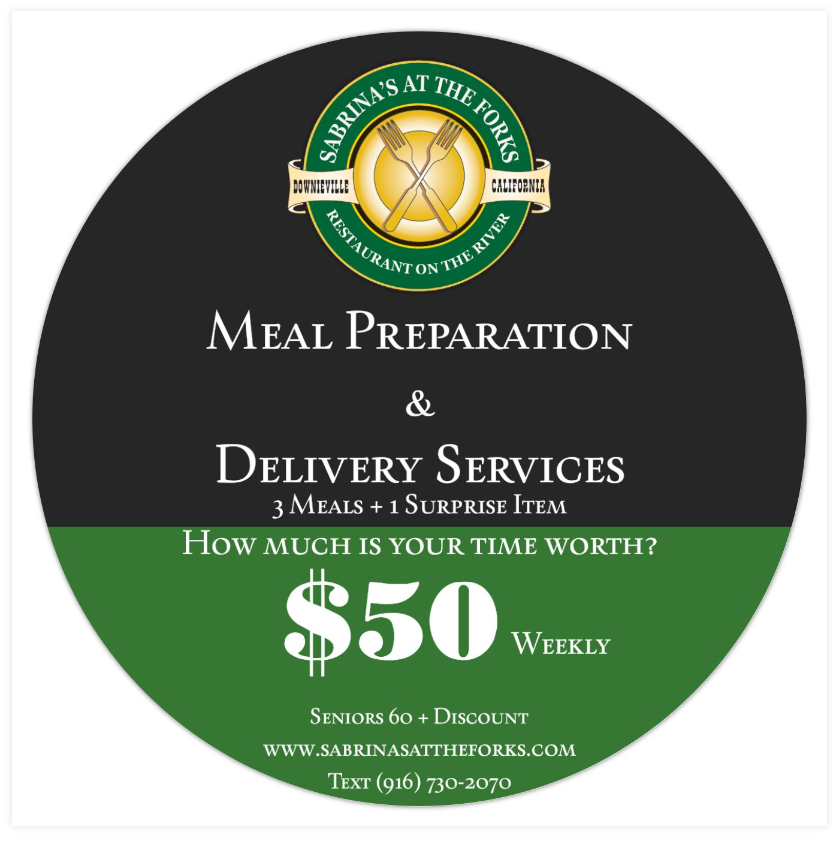 SABRINA'S AT THE FORKS
DOWNIEVILLE CALIFORNIA
RESTAURANT ON THE RIVER
MEAL PREPARATION
&
DELIVERY SERVICES
3 MEALS + 1 SURPRISE ITEM
HOW MUCH IS YOUR TIME WORTH?
$50 WEEKLY
SENIORS 60 + DISCOUNT
WWW.SABRINASATTHEFORKS.COM
TEXT (916) 730-2070